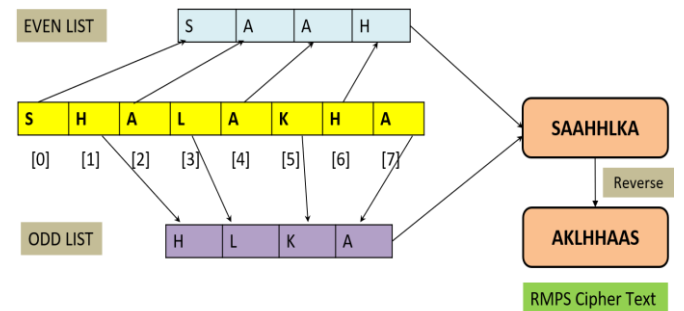 EVEN LIST
S A A H
S H A L A K H A
[0] [1] [2] [3] [4] [5] [6] [7]
SAAHHLKA
Reverse
ODD LIST
H L K A
AKLHHAAS
RMPS Cipher Text